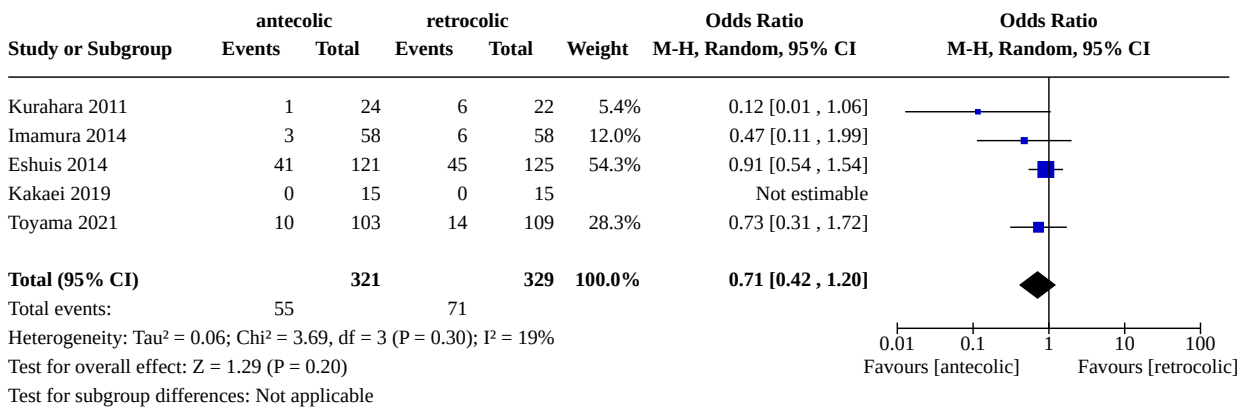 antecolic retrocolic Odds Ratio Odds Ratio
Study or Subgroup Events Total Events Total Weight M-H, Random, 95% CI M-H, Random, 95% CI
Kurahara 2011 1 24 6 22 5.4% 0.12 [0.01 , 1.06]
Imamura 2014 3 58 6 58 12.0% 0.47 [0.11 , 1.99]
Eshuis 2014 41 121 45 125 54.3% 0.91 [0.54 , 1.54]
Kakaei 2019 0 15 0 15 Not estimable
Toyama 2021 10 103 14 109 28.3% 0.73 [0.31 , 1.72]
Total (95% CI) 321 329 100.0% 0.71 [0.42 , 1.20]
Total events: 55 71
Heterogeneity: Tau² = 0.06; Chi² = 3.69, df = 3 (P = 0.30); I² = 19%
0.01 0.1 1 10 100
Test for overall effect: Z = 1.29 (P = 0.20)
Favours [antecolic] Favours [retrocolic]
Test for subgroup differences: Not applicable